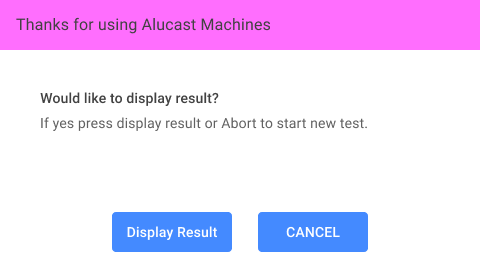 Thanks for using Alucast Machines
Would like to display result?
If yes press display result or Abort to start new test.
Display Result
CANCEL